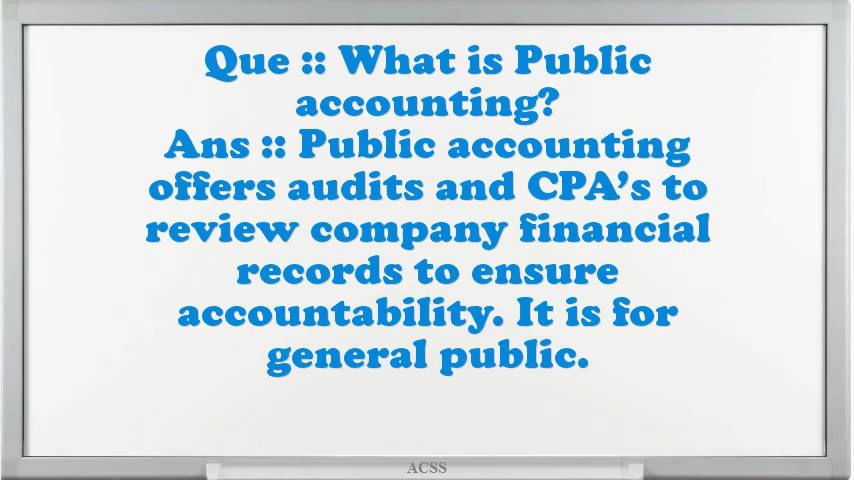 Que :: What is Public
accounting?
Ans :: Public accounting
offers audits and CPA’s to
review company financial
records to ensure
accountability. It is for
general public.
ACSS